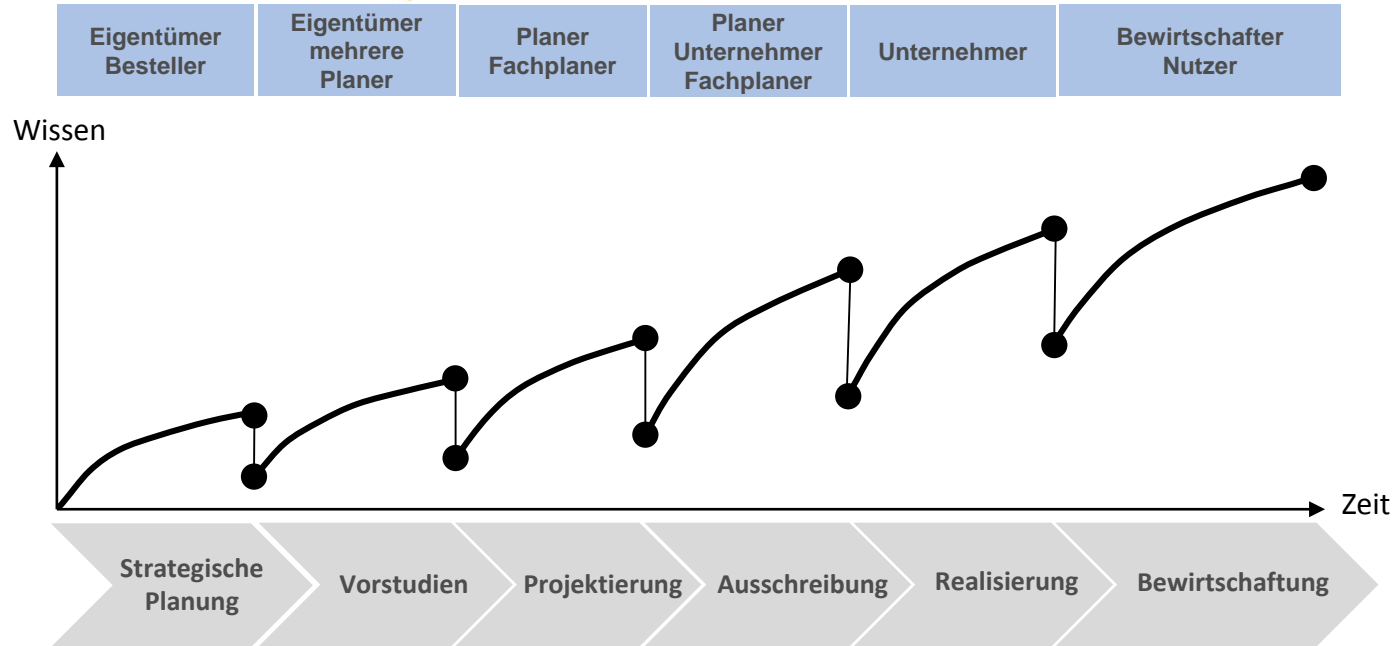 Eigentümer
Besteller
Eigentümer
mehrere
Planer
Planer
Fachplaner
Planer
Unternehmer
Fachplaner
Unternehmer
Bewirtschafter
Nutzer
Wissen
Zeit
Strategische
Planung
Vorstudien
Projektierung
Ausschreibung
Realisierung
Bewirtschaftung